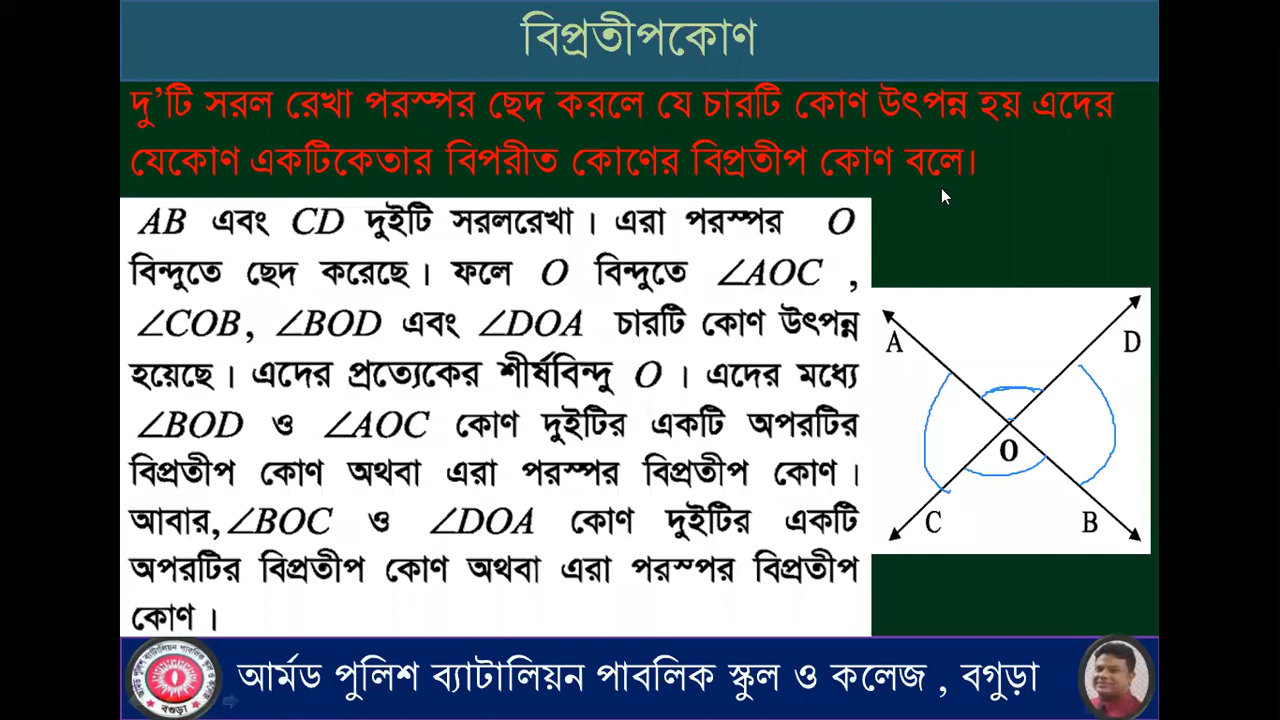 বিপ্রতীপকোণ
দু'টি সরল রেখা পরস্পর ছেদ করলে যে চারটি কোণ উৎপন্ন হয় এদের
যেকোণ একটিকেতার বিপরীত কোণের বিপ্রতীপ কোণ বলে।
AB এবং CD দুইটি সরলরেখা। এরা পরস্পর O
বিন্দুতে ছেদ করেছে। ফলে O বিন্দুতে ∠AOC ,
∠COB, ∠BOD এবং ∠DOA চারটি কোণ উৎপন্ন
হয়েছে। এদের প্রত্যেকের শীর্ষবিন্দু O । এদের মধ্যে
∠BOD ও ∠AOC কোণ দুইটির একটি অপরটির
বিপ্রতীপ কোণ অথবা এরা পরস্পর বিপ্রতীপ কোণ।
আবার, ∠BOC ও ∠DOA কোণ দুইটির একটি
অপরটির বিপ্রতীপ কোণ অথবা এরা পরস্পর বিপ্রতীপ
কোণ ।
A
D
O
C
B
আর্মড পুলিশ ব্যাটালিয়ন পাবলিক স্কুল ও কলেজ , বগুড়া
বগুড়া